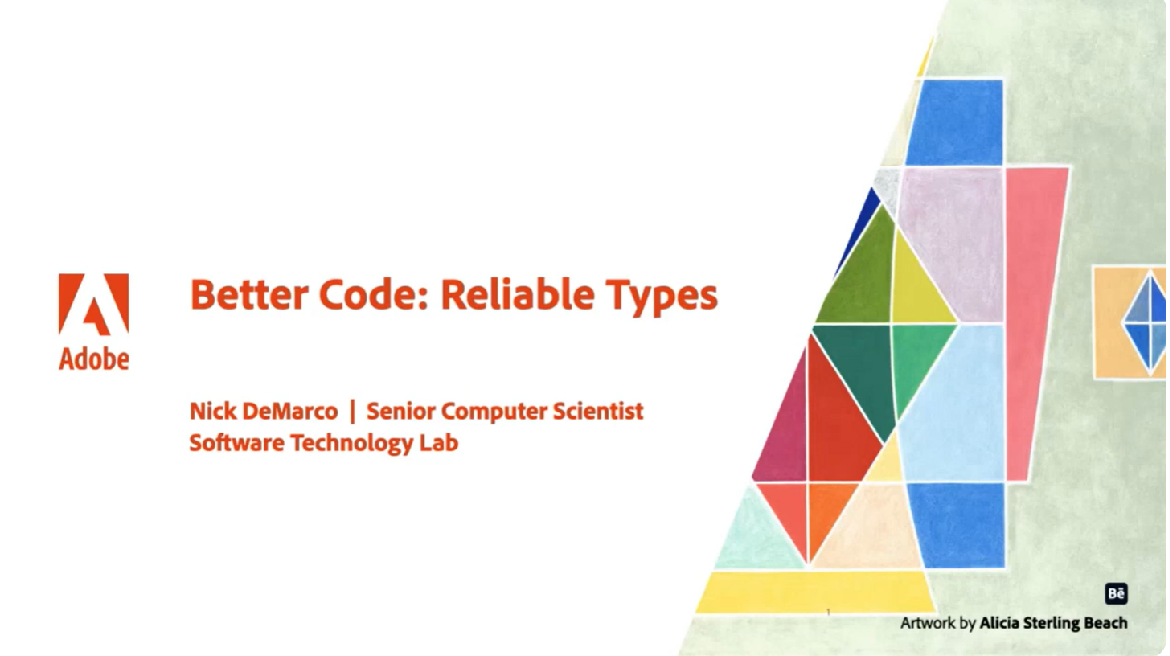 Better Code: Reliable Types
Adobe
Nick DeMarco | Senior Computer Scientist
Software Technology Lab
Bē
Artwork by Alicia Sterling Beach
1